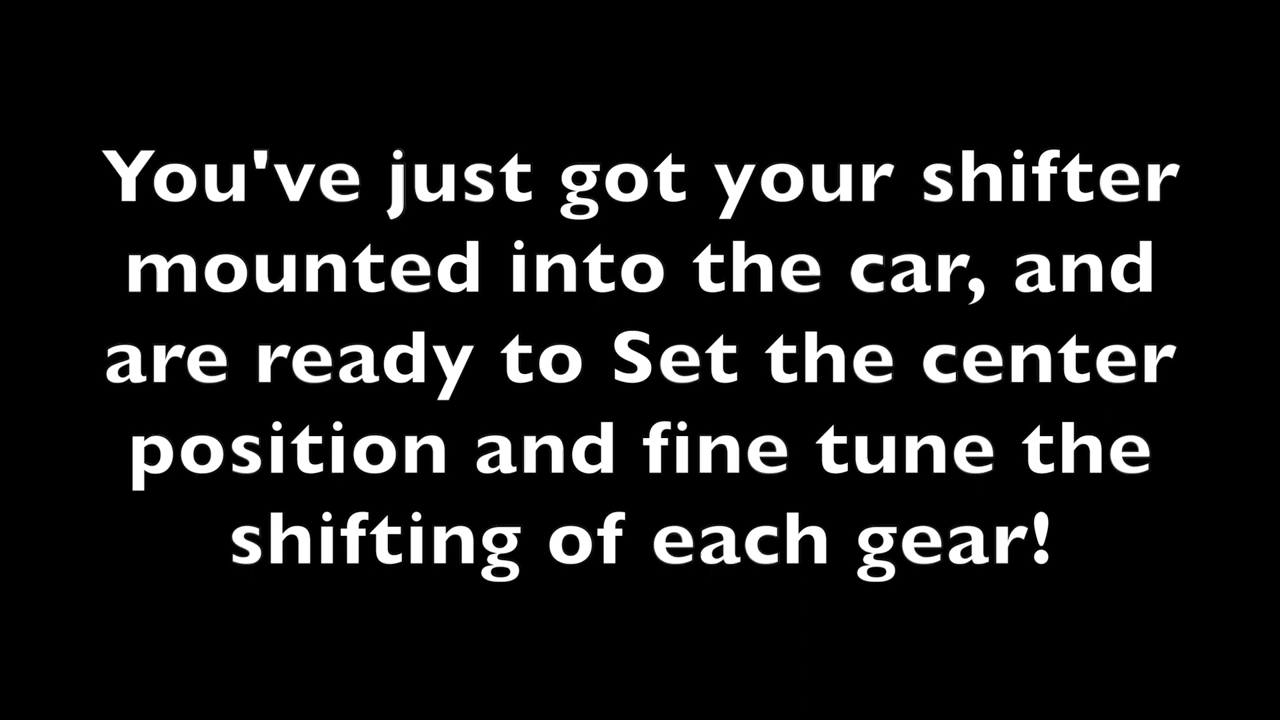 You've just got your shifter
mounted into the car, and
are ready to Set the center
position and fine tune the
shifting of each gear!